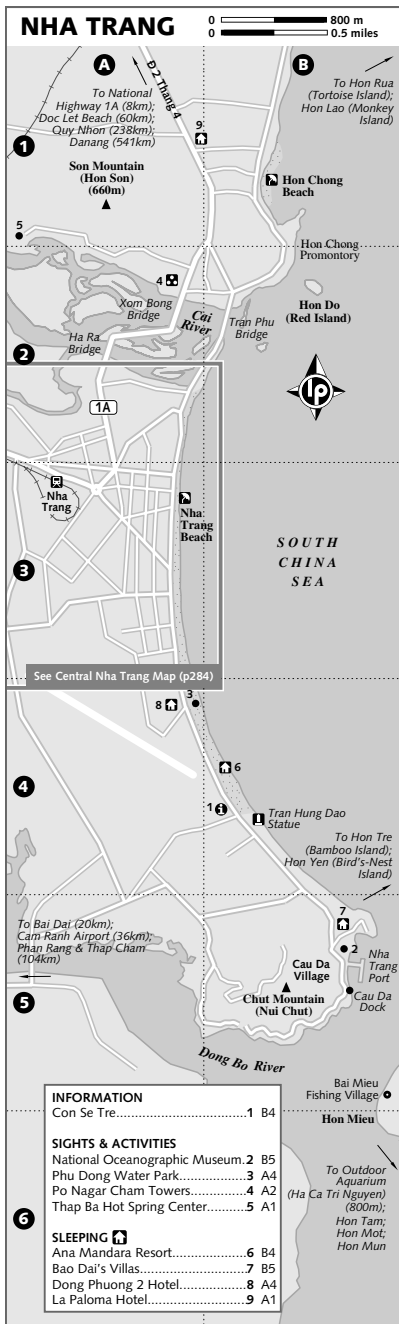 NHA TRANG
0 800 m
0 0.5 miles
A
B
Đ 2 Thang 4
To National
Highway 1A (8km);
Doc Let Beach (60km);
Quy Nhon (238km);
Danang (541km)
To Hon Rua
(Tortoise Island);
Hon Lao (Monkey
Island)
1
9
Son Mountain
(Hon Son)
(660m)
Hon Chong
Beach
5
Hon Chong
Promontory
4
Xom Bong
Bridge
Cai
River
Tran Phu
Bridge
Hon Do
(Red Island)
Ha Ra
Bridge
2
lp
1A
Nha
Trang
Nha
Trang
Beach
SOUTH
CHINA
SEA
3
See Central Nha Trang Map (p284)
3
8
6
4
1
Tran Hung Dao
Statue
To Hon Tre
(Bamboo Island);
Hon Yen (Bird's-Nest
Island)
7
To Bai Dai (20km);
Cam Ranh Airport (36km);
Phan Rang & Thap Cham
(104km)
2
Nha
Trang
Port
Cau Da
Village
5
Chut Mountain
(Nui Chut)
Cau Da
Dock
Dong Bo River
Bai Mieu
Fishing Village
Hon Mieu
To Outdoor
Aquarium
(Ha Ca Tri Nguyen)
(800m);
Hon Tam;
Hon Mot;
Hon Mun
6
INFORMATION
Con Se Tre.......................1 B4
SIGHTS & ACTIVITIES
National Oceanographic Museum.2 B5
Phu Dong Water Park................3 A4
Po Nagar Cham Towers.............4 A2
Thap Ba Hot Spring Center.........5 A1
SLEEPING
Ana Mandara Resort.................6 B4
Bao Dai's Villas.......................7 B5
Dong Phuong 2 Hotel...............8 A4
La Paloma Hotel......................9 A1